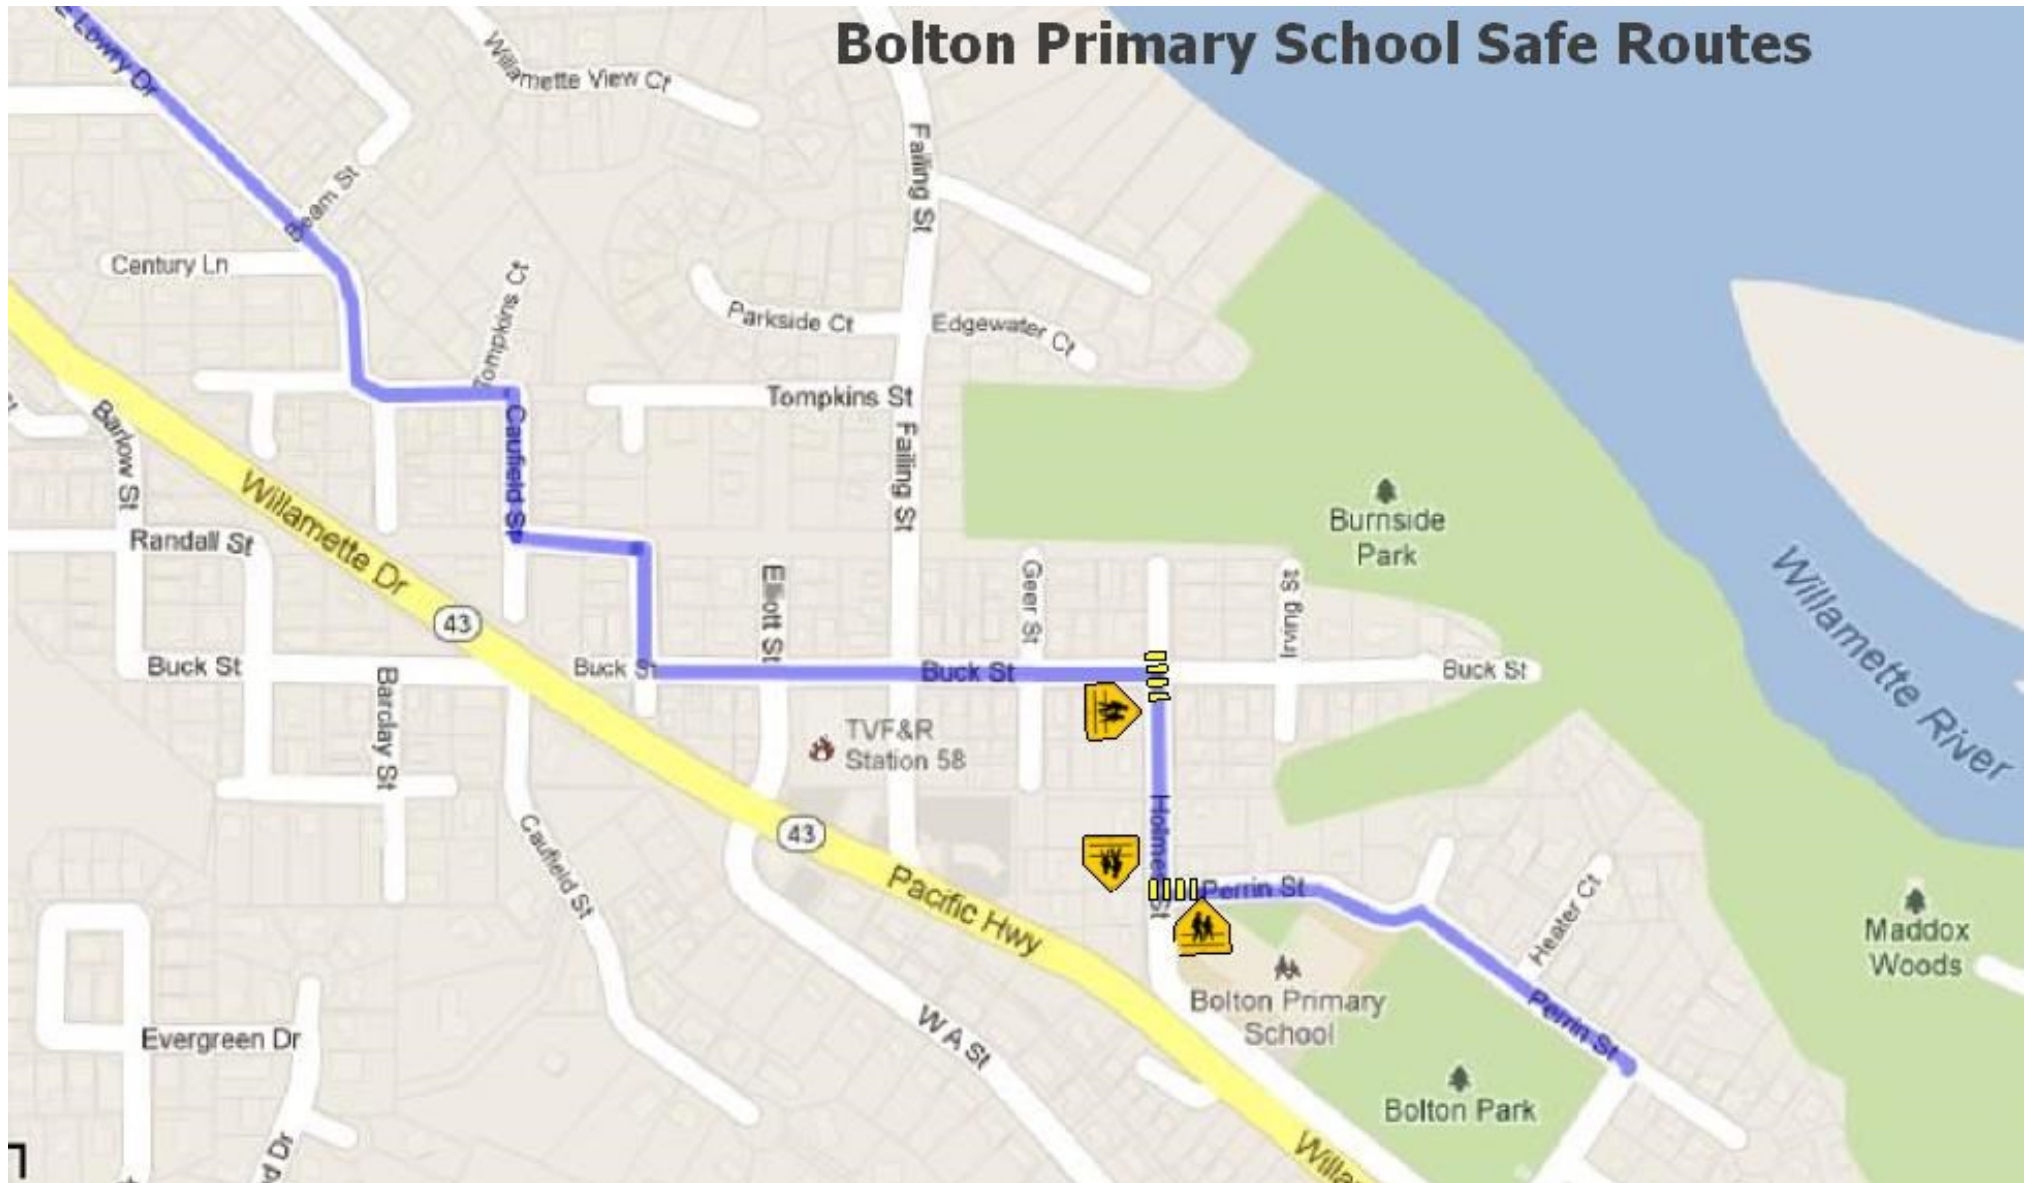 Bolton Primary School Safe Routes
Lowry Dr
Willamette View Ct
Failing St
Beam St
Century Ln
Tompkins Ct
Parkside Ct
Edgewater Ct
Tompkins St
Caufield St
Failing St
Barlow St
Willamette Dr
Burnside
Park
Randall St
Elliott St
Geer St
Irving St
Willamette River
43
Buck St
Buck St
Buck St
Buck St
Barclay St
TVF&R
Station 58
Holmes St
43
Caufield St
Pacific Hwy
Perrin St
Heater Ct
Maddox
Woods
Bolton Primary
School
Perrin St
W A St
Evergreen Dr
Bolton Park
d Dr
Willa